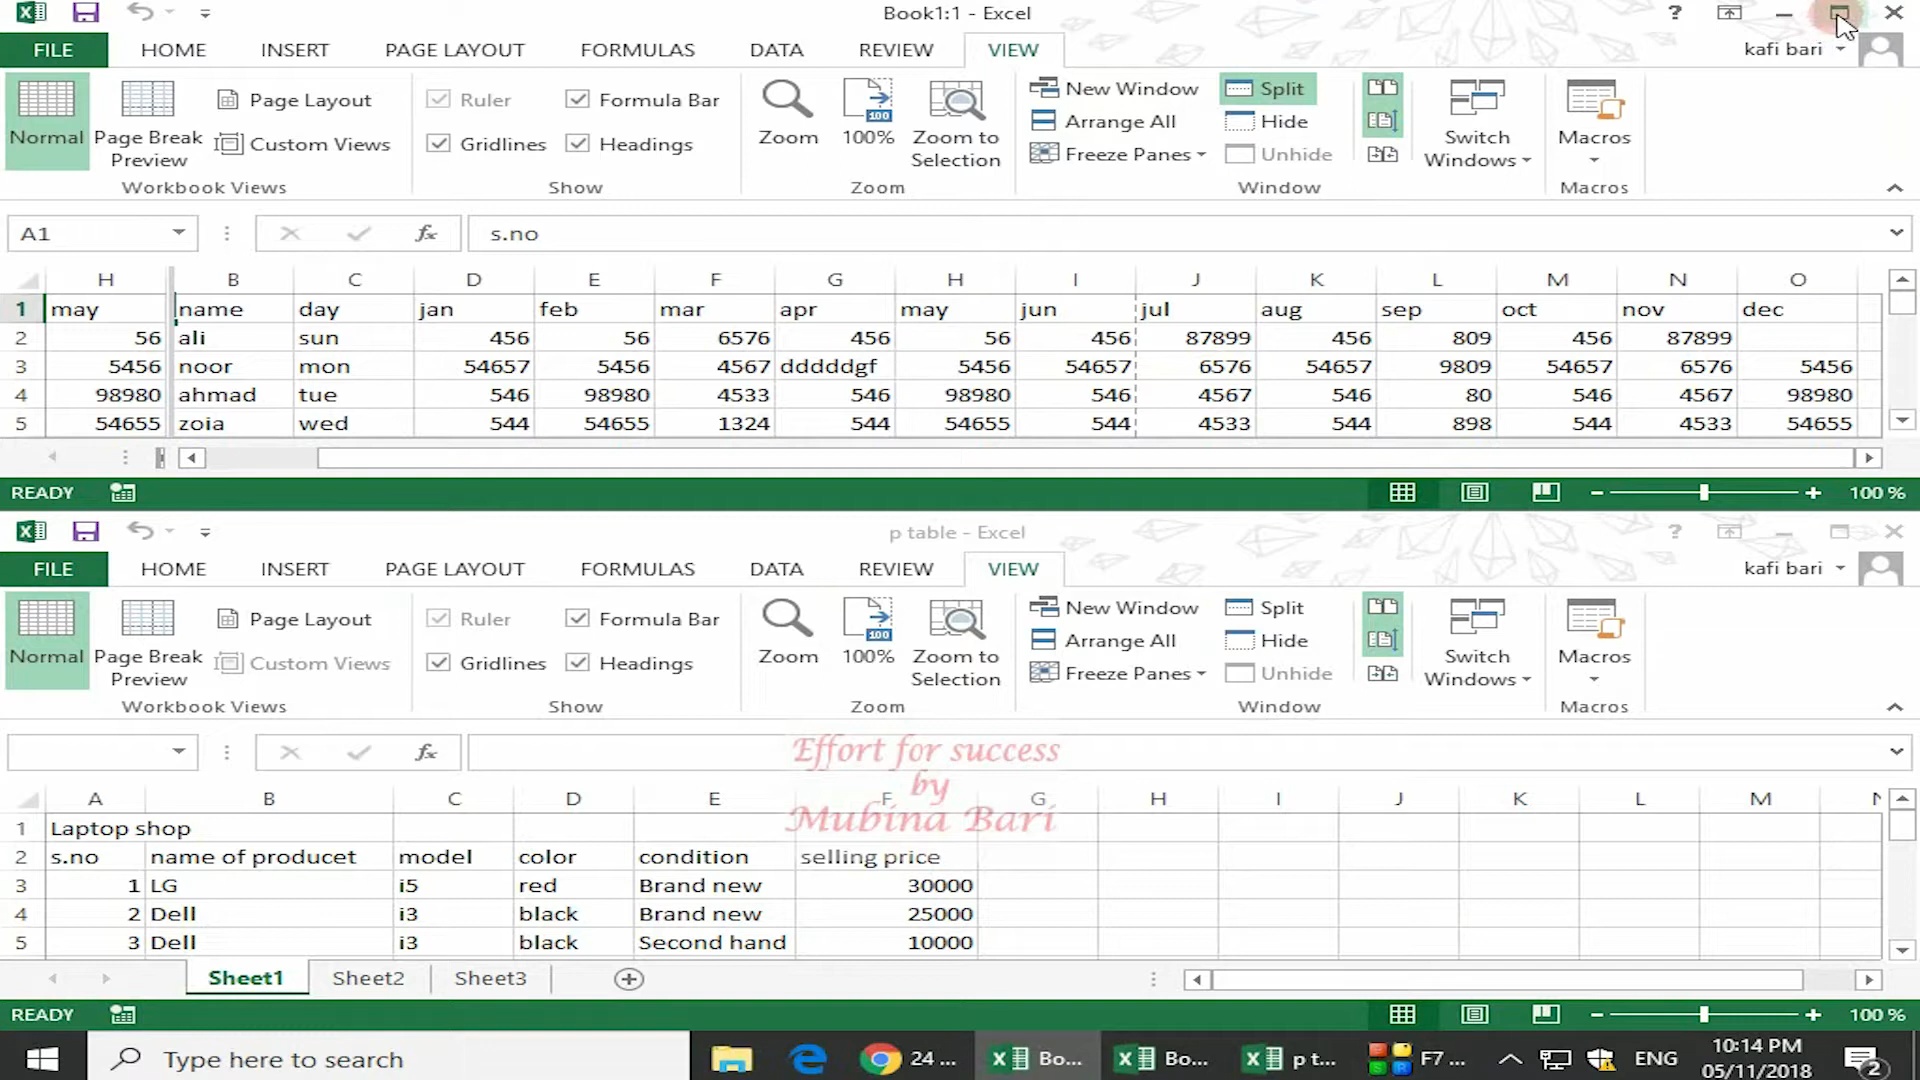 Book1:1 - Excel
?
FILE HOME INSERT PAGE LAYOUT FORMULAS DATA REVIEW VIEW kafi bari
Normal Page Break Preview Page Layout Custom Views
Ruler Formula Bar
Gridlines Headings
Zoom 100% Zoom to Selection
New Window Split
Arrange All Hide
Freeze Panes Unhide
Switch Windows Macros
Workbook Views Show Zoom Window Macros
A1 fx s.no
H B C D E F G H I J K L M N O
1 may name day jan feb mar apr may jun jul aug sep oct nov dec
2 56 ali sun 456 56 6576 456 56 456 87899 456 809 456 87899
3 5456 noor mon 54657 5456 4567 dddddgf 5456 54657 6576 54657 9809 54657 6576 5456
4 98980 ahmad tue 546 98980 4533 546 98980 546 4567 546 80 546 4567 98980
5 54655 zoia wed 544 54655 1324 544 54655 544 4533 544 898 544 4533 54655
READY 100 %
p table - Excel
?
FILE HOME INSERT PAGE LAYOUT FORMULAS DATA REVIEW VIEW kafi bari
Normal Page Break Preview Page Layout Custom Views
Ruler Formula Bar
Gridlines Headings
Zoom 100% Zoom to Selection
New Window Split
Arrange All Hide
Freeze Panes Unhide
Switch Windows Macros
Workbook Views Show Zoom Window Macros
fx
Effort for success
by
Mubina Bari
A B C D E F G H I J K L M N
1 Laptop shop
2 s.no name of producet model color condition selling price
3 1 LG i5 red Brand new 30000
4 2 Dell i3 black Brand new 25000
5 3 Dell i3 black Second hand 10000
Sheet1 Sheet2 Sheet3
READY 100 %
Type here to search 24 ... Bo... Bo... p t... F7 ... ENG 10:14 PM
05/11/2018 2